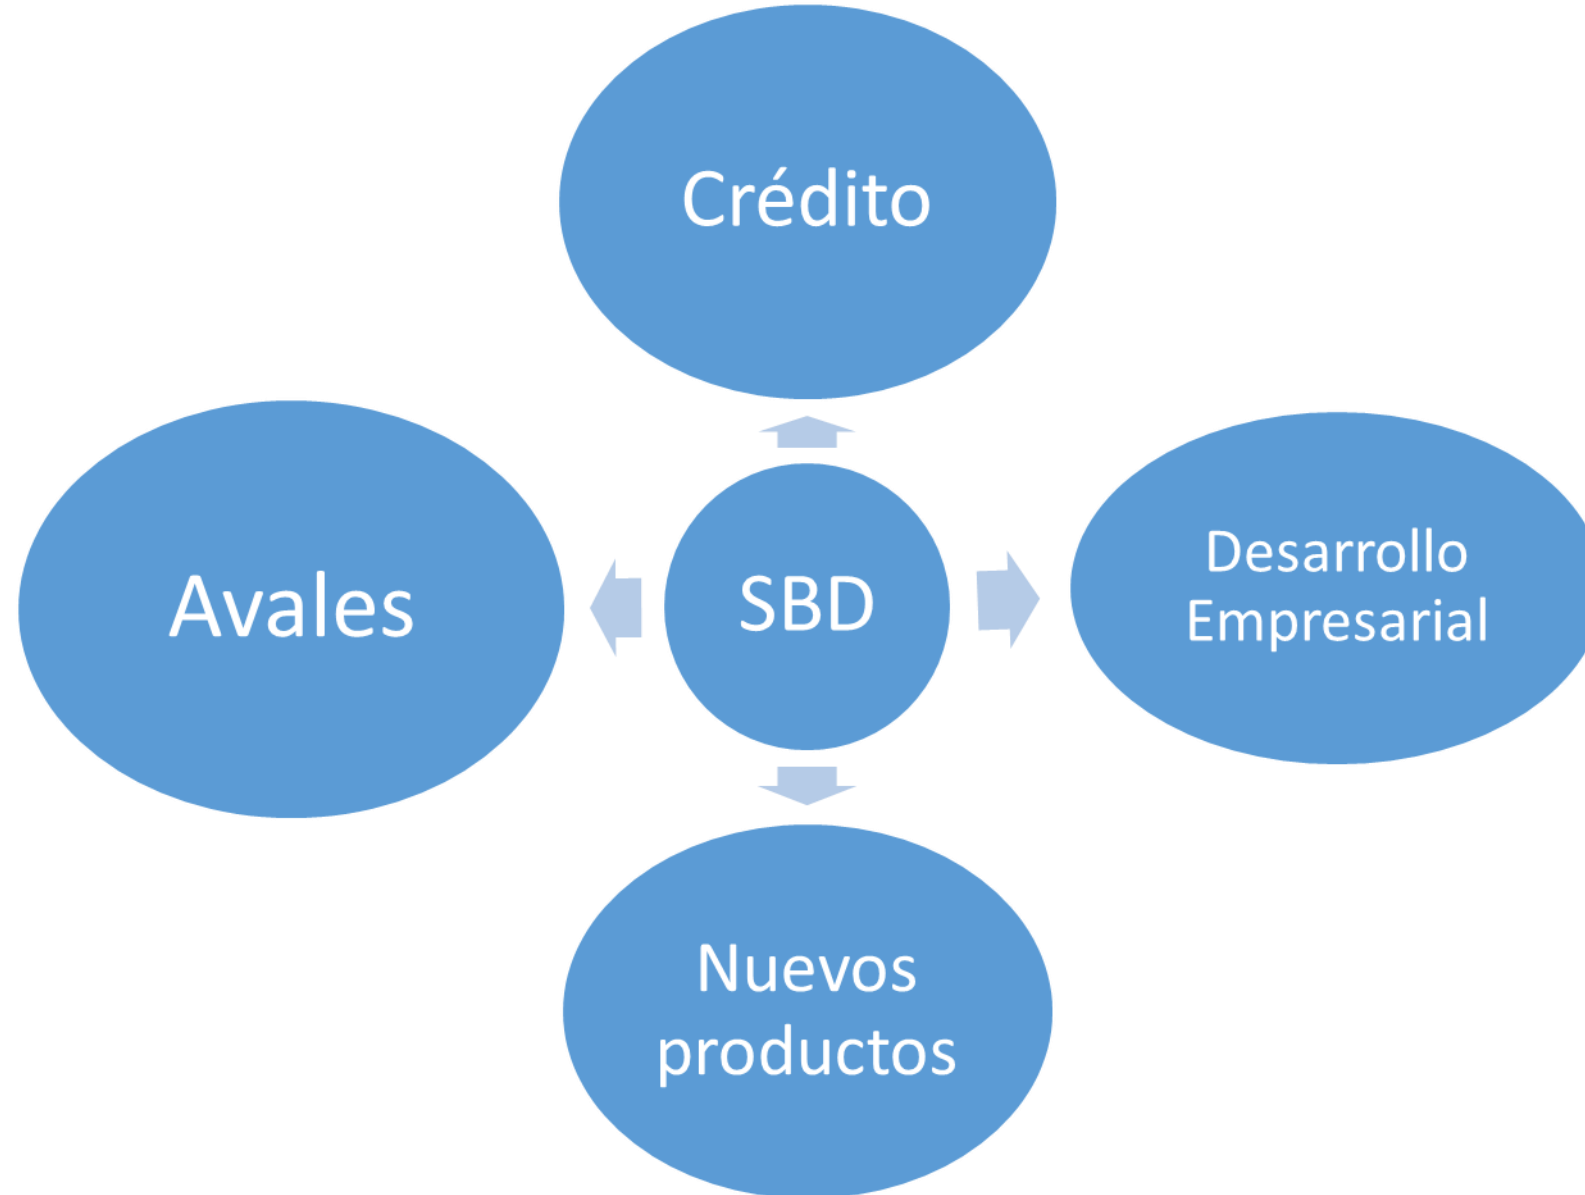 Crédito
Avales
SBD
Desarrollo
Empresarial
Nuevos
productos